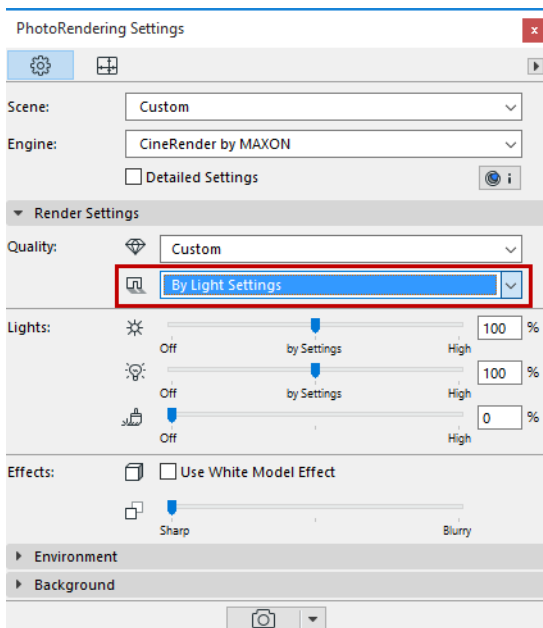 PhotoRendering Settings
x
Scene: Custom
Engine: CineRender by MAXON
Detailed Settings
i
Render Settings
Quality: Custom
By Light Settings
Lights: 100 %
Off by Settings High
100 %
Off by Settings High
0 %
Off High
Effects: Use White Model Effect
Sharp Blurry
Environment
Background